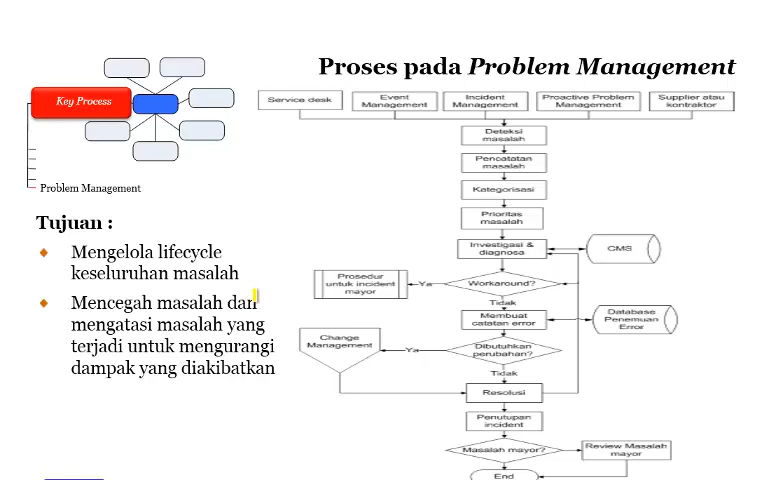 Proses pada Problem Management
Key Process
Problem Management
Tujuan :
Mengelola lifecycle
keseluruhan masalah
Mencegah masalah dan
mengatasi masalah yang
terjadi untuk mengurangi
dampak yang diakibatkan
Service desk
Event
Management
Incident
Management
Proactive Problem
Management
Supplier atau
kontraktor
Deteksi
masalah
Pencatatan
masalah
Kategorisasi
Prioritas
masalah
Investigasi &
diagnosa
CMS
Prosedur
untuk incident
mayor
Ya
Workaround?
Tidak
Membuat
catatan error
Database
Penemuan
Error
Change
Management
Ya
Dibutuhkan
perubahan?
Tidak
Resolusi
Penutupan
incident
Masalah mayor?
Review Masalah
mayor
End